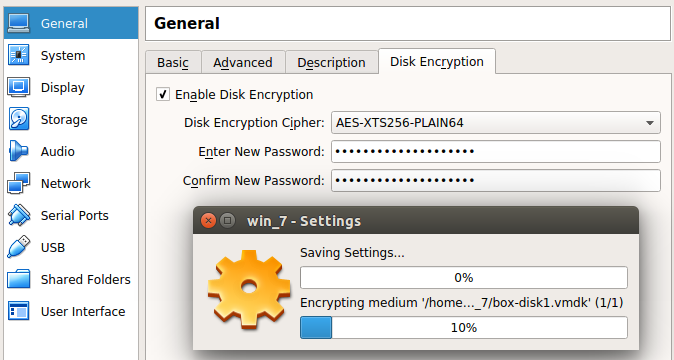 General
System
Display
Storage
Audio
Network
Serial Ports
USB
Shared Folders
User Interface
General
Basic Advanced Description Disk Encryption
Enable Disk Encryption
Disk Encryption Cipher: AES-XTS256-PLAIN64
Enter New Password: ••••••••••••••••••••
Confirm New Password: ••••••••••••••••••••
win_7 - Settings
Saving Settings...
0%
Encrypting medium '/home..._7/box-disk1.vmdk' (1/1)
10%